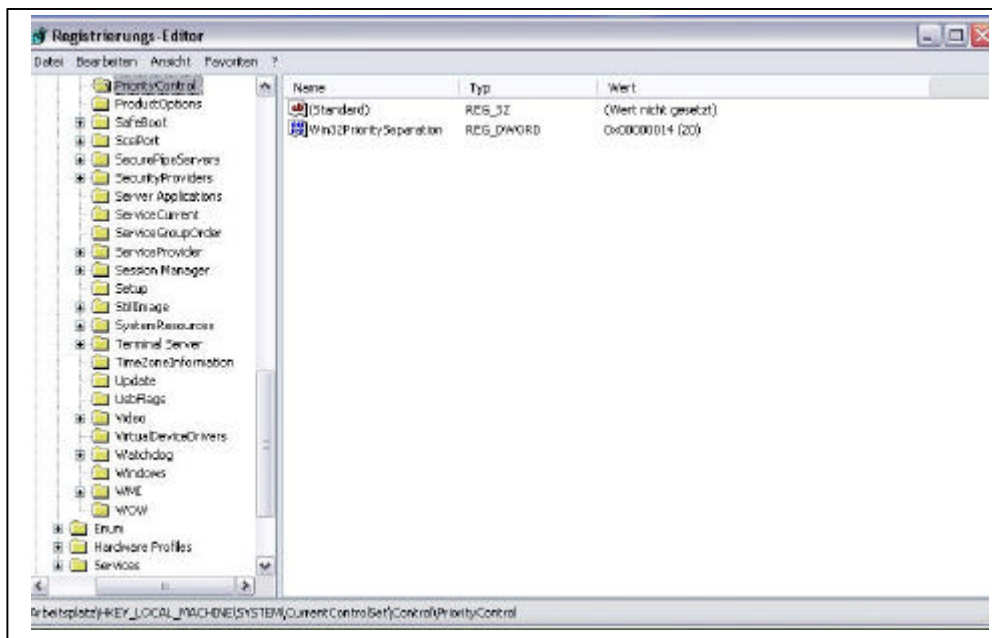 Registrierungs-Editor
Datei Bearbeiten Ansicht Favoriten ?
PriorityControl
ProductOptions
SafeBoot
ScsiPort
SecurePipeServers
SecurityProviders
Server Applications
ServiceCurrent
ServiceGroupOrder
ServiceProvider
Session Manager
Setup
StillImage
SystemResources
Terminal Server
TimeZoneInformation
Update
UsbFlags
Video
VirtualDeviceDrivers
Watchdog
Windows
WMI
WOW
Enum
Hardware Profiles
Services
Name Typ Wert
(Standard) REG_SZ (Wert nicht gesetzt)
Win32PrioritySeparation REG_DWORD 0x00000014 (20)
Arbeitsplatz\HKEY_LOCAL_MACHINE\SYSTEM\CurrentControlSet\Control\PriorityControl